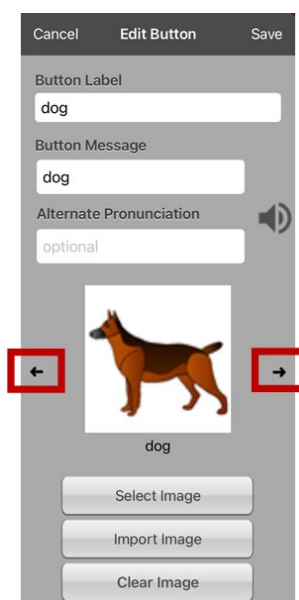 Cancel Edit Button Save
Button Label
dog
Button Message
dog
Alternate Pronunciation
optional
← →
dog
Select Image
Import Image
Clear Image